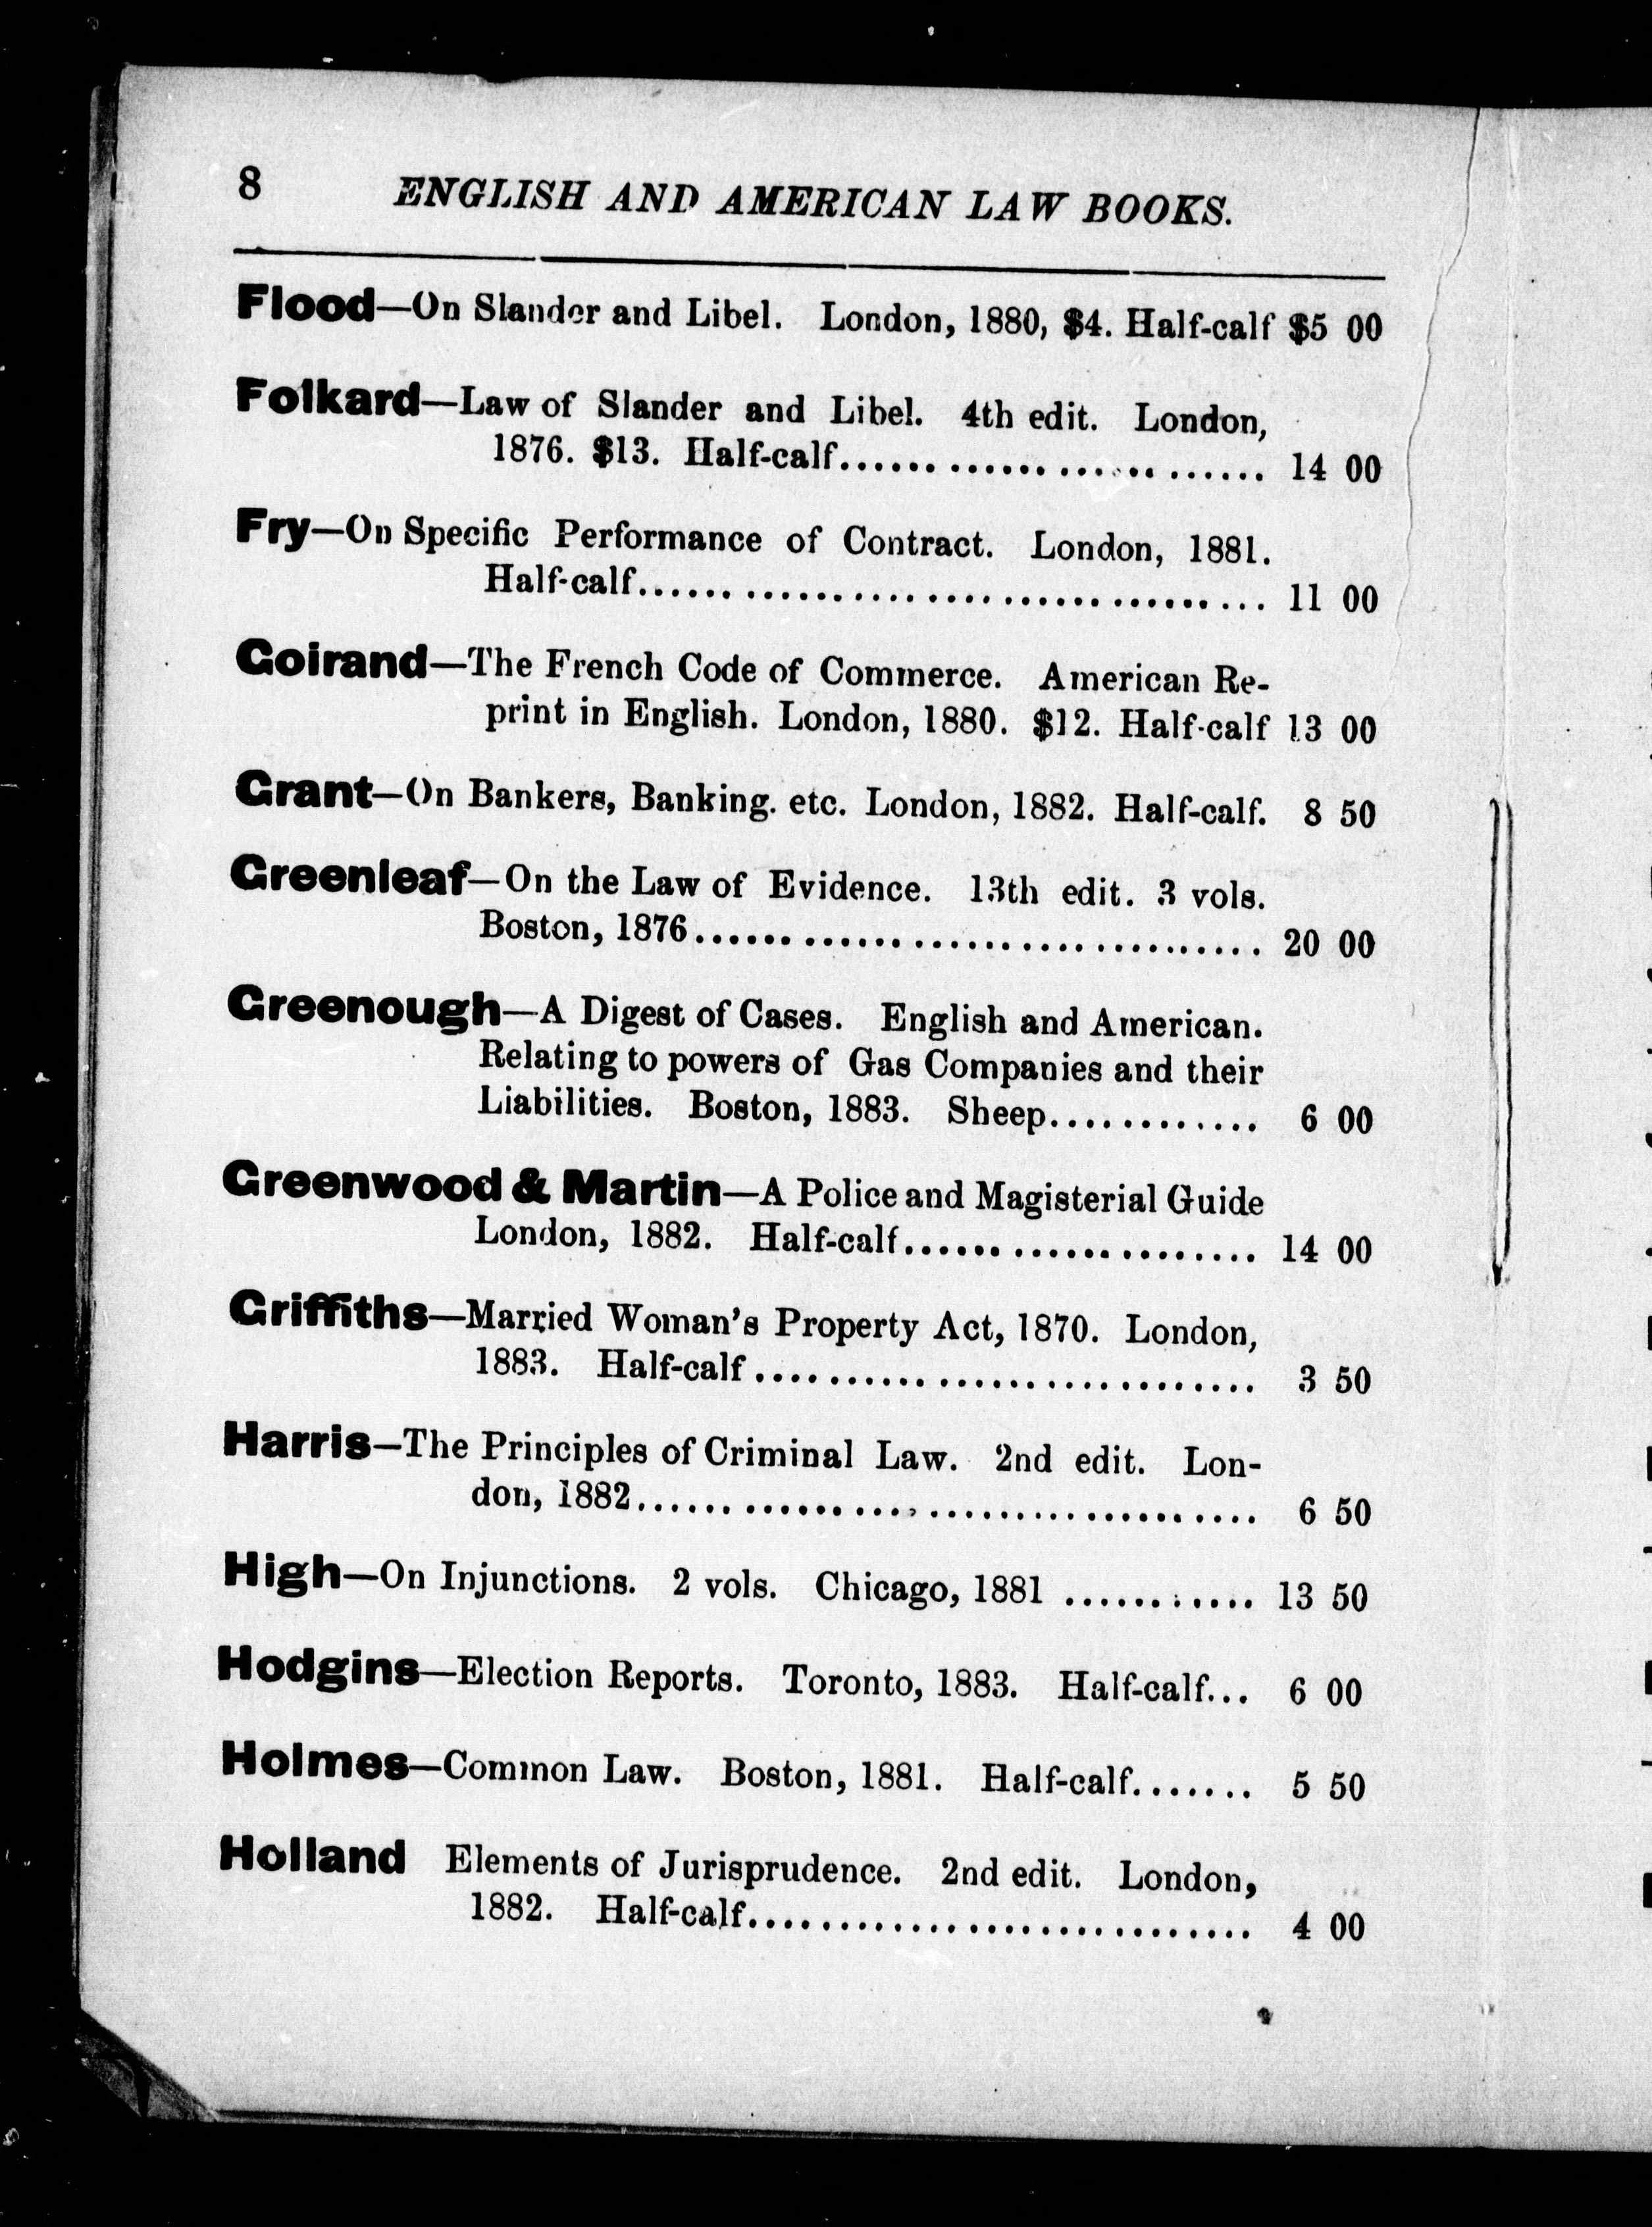 8 ENGLISH AND AMERICAN LAW BOOKS.
Flood—On Slander and Libel. London, 1880, $4. Half-calf $5 00
Folkard—Law of Slander and Libel. 4th edit. London,
1876. $13. Half-calf........................ 14 00
Fry—On Specific Performance of Contract. London, 1881.
Half-calf.................................... 11 00
Goirand—The French Code of Commerce. American Re-
print in English. London, 1880. $12. Half-calf 13 00
Grant—On Bankers, Banking. etc. London, 1882. Half-calf. 8 50
Greenleaf—On the Law of Evidence. 13th edit. 3 vols.
Boston, 1876................................ 20 00
Greenough—A Digest of Cases. English and American.
Relating to powers of Gas Companies and their
Liabilities. Boston, 1883. Sheep............ 6 00
Greenwood & Martin—A Police and Magisterial Guide
London, 1882. Half-calf.................... 14 00
Griffiths—Married Woman's Property Act, 1870. London,
1883. Half-calf............................ 3 50
Harris—The Principles of Criminal Law. 2nd edit. Lon-
don, 1882.................................. 6 50
High—On Injunctions. 2 vols. Chicago, 1881 ........... 13 50
Hodgins—Election Reports. Toronto, 1883. Half-calf... 6 00
Holmes—Common Law. Boston, 1881. Half-calf....... 5 50
Holland Elements of Jurisprudence. 2nd edit. London,
1882. Half-calf............................ 4 00